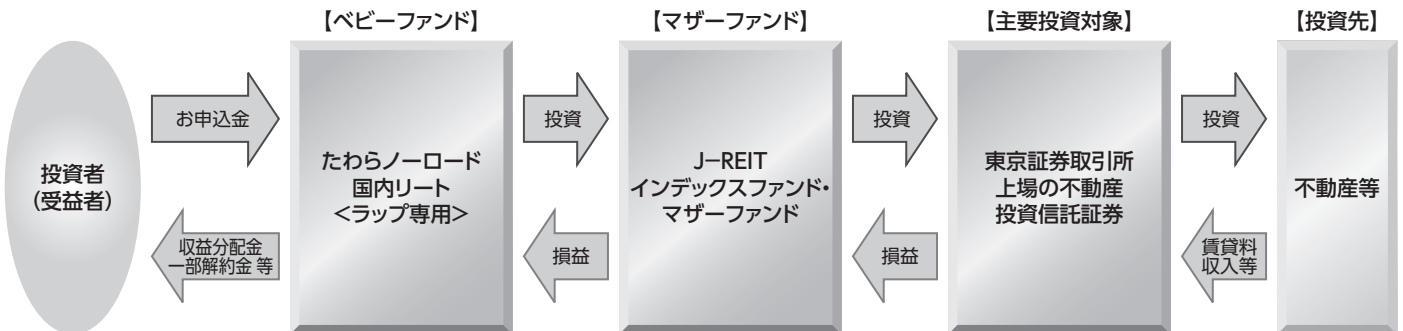 【ベビーファンド】
【マザーファンド】
【主要投資対象】
【投資先】
投資者
(受益者)
お申込金
収益分配金
一部解約金 等
たわらノーロード
国内リート
<ラップ専用>
投資
損益
J-REIT
インデックスファンド・
マザーファンド
投資
損益
東京証券取引所
上場の不動産
投資信託証券
投資
賃貸料
収入等
不動産等